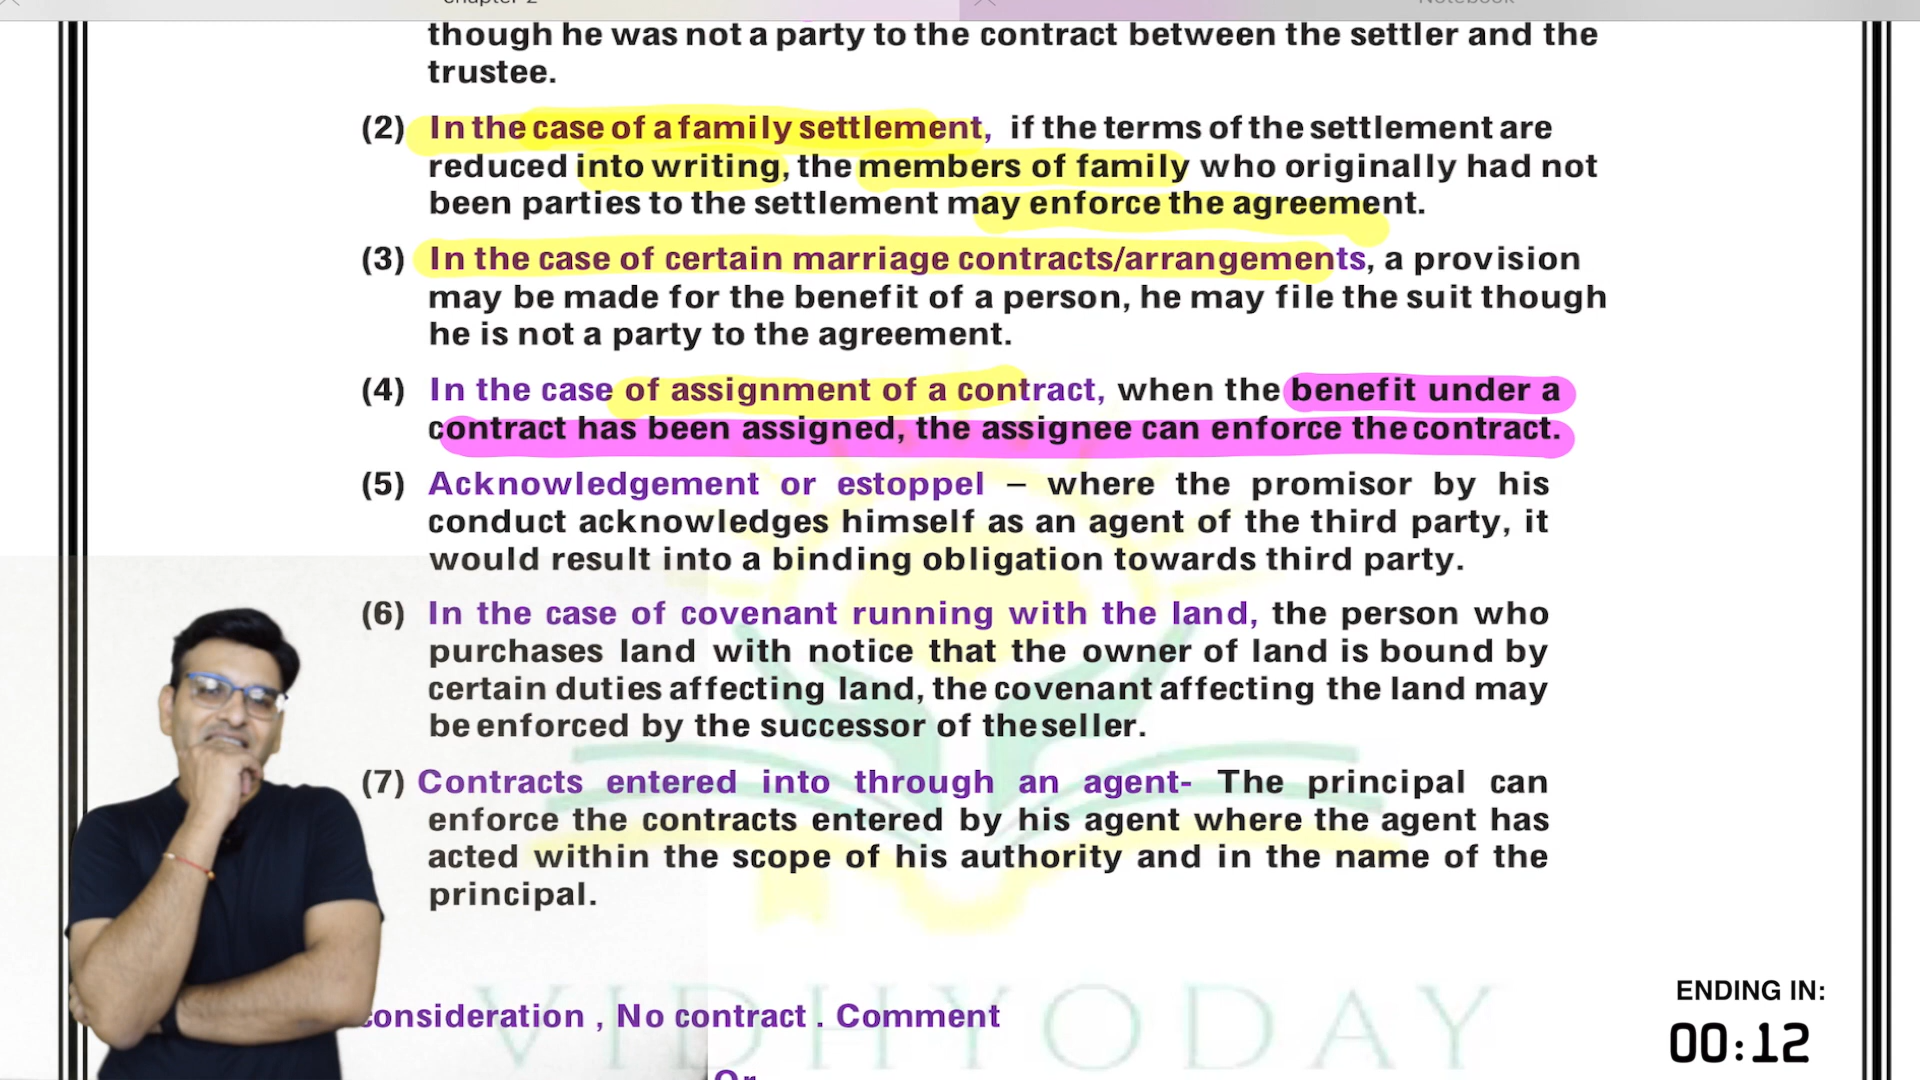 though he was not a party to the contract between the settler and the
trustee.
(2) In the case of a family settlement, if the terms of the settlement are
reduced into writing, the members of family who originally had not
been parties to the settlement may enforce the agreement.
(3) In the case of certain marriage contracts/arrangements, a provision
may be made for the benefit of a person, he may file the suit though
he is not a party to the agreement.
(4) In the case of assignment of a contract, when the benefit under a
contract has been assigned, the assignee can enforce the contract.
(5) Acknowledgement or estoppel – where the promisor by his
conduct acknowledges himself as an agent of the third party, it
would result into a binding obligation towards third party.
(6) In the case of covenant running with the land, the person who
purchases land with notice that the owner of land is bound by
certain duties affecting land, the covenant affecting the land may
be enforced by the successor of the seller.
(7) Contracts entered into through an agent- The principal can
enforce the contracts entered by his agent where the agent has
acted within the scope of his authority and in the name of the
principal.
consideration , No contract . Comment
Or
VIDHYODAY
ENDING IN:
00:12